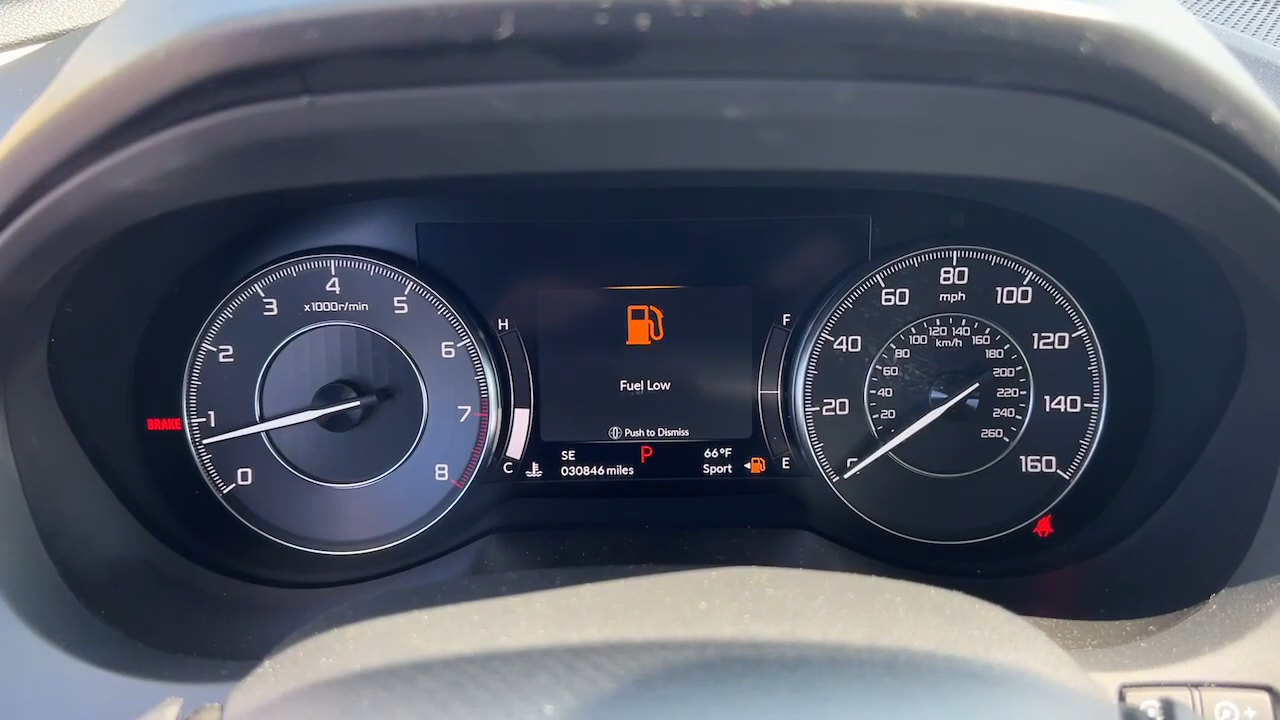 4
3
5
x1000r/min
2
6
1
7
0
8
BRAKE
H
C
Fuel Low
Push to Dismiss
SE
P
66°F
030846 miles
Sport
F
E
80
60
mph
100
40
120
20
140
160
120 140
100
160
km/h
80
180
60
200
40
220
20
240
260